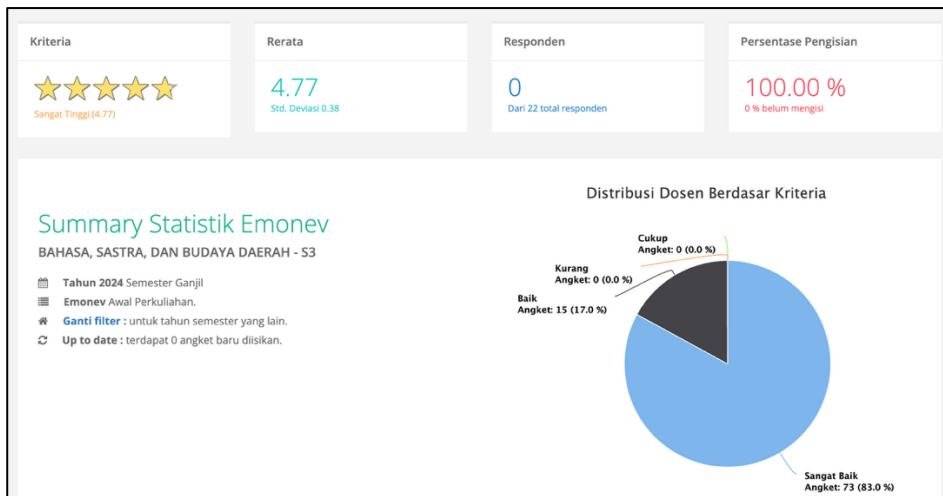 Kriteria
Sangat Tinggi (4.77)
Rerata
4.77
Std. Deviasi 0.38
Responden
0
Dari 22 total responden
Persentase Pengisian
100.00 %
0 % belum mengisi
Summary Statistik Emonev
BAHASA, SASTRA, DAN BUDAYA DAERAH - S3
Tahun 2024 Semester Ganjil
Emonev Awal Perkuliahan.
Ganti filter : untuk tahun semester yang lain.
Up to date : terdapat 0 angket baru diisikan.
Distribusi Dosen Berdasar Kriteria
Cukup
Angket: 0 (0.0 %)
Kurang
Angket: 0 (0.0 %)
Baik
Angket: 15 (17.0 %)
Sangat Baik
Angket: 73 (83.0 %)